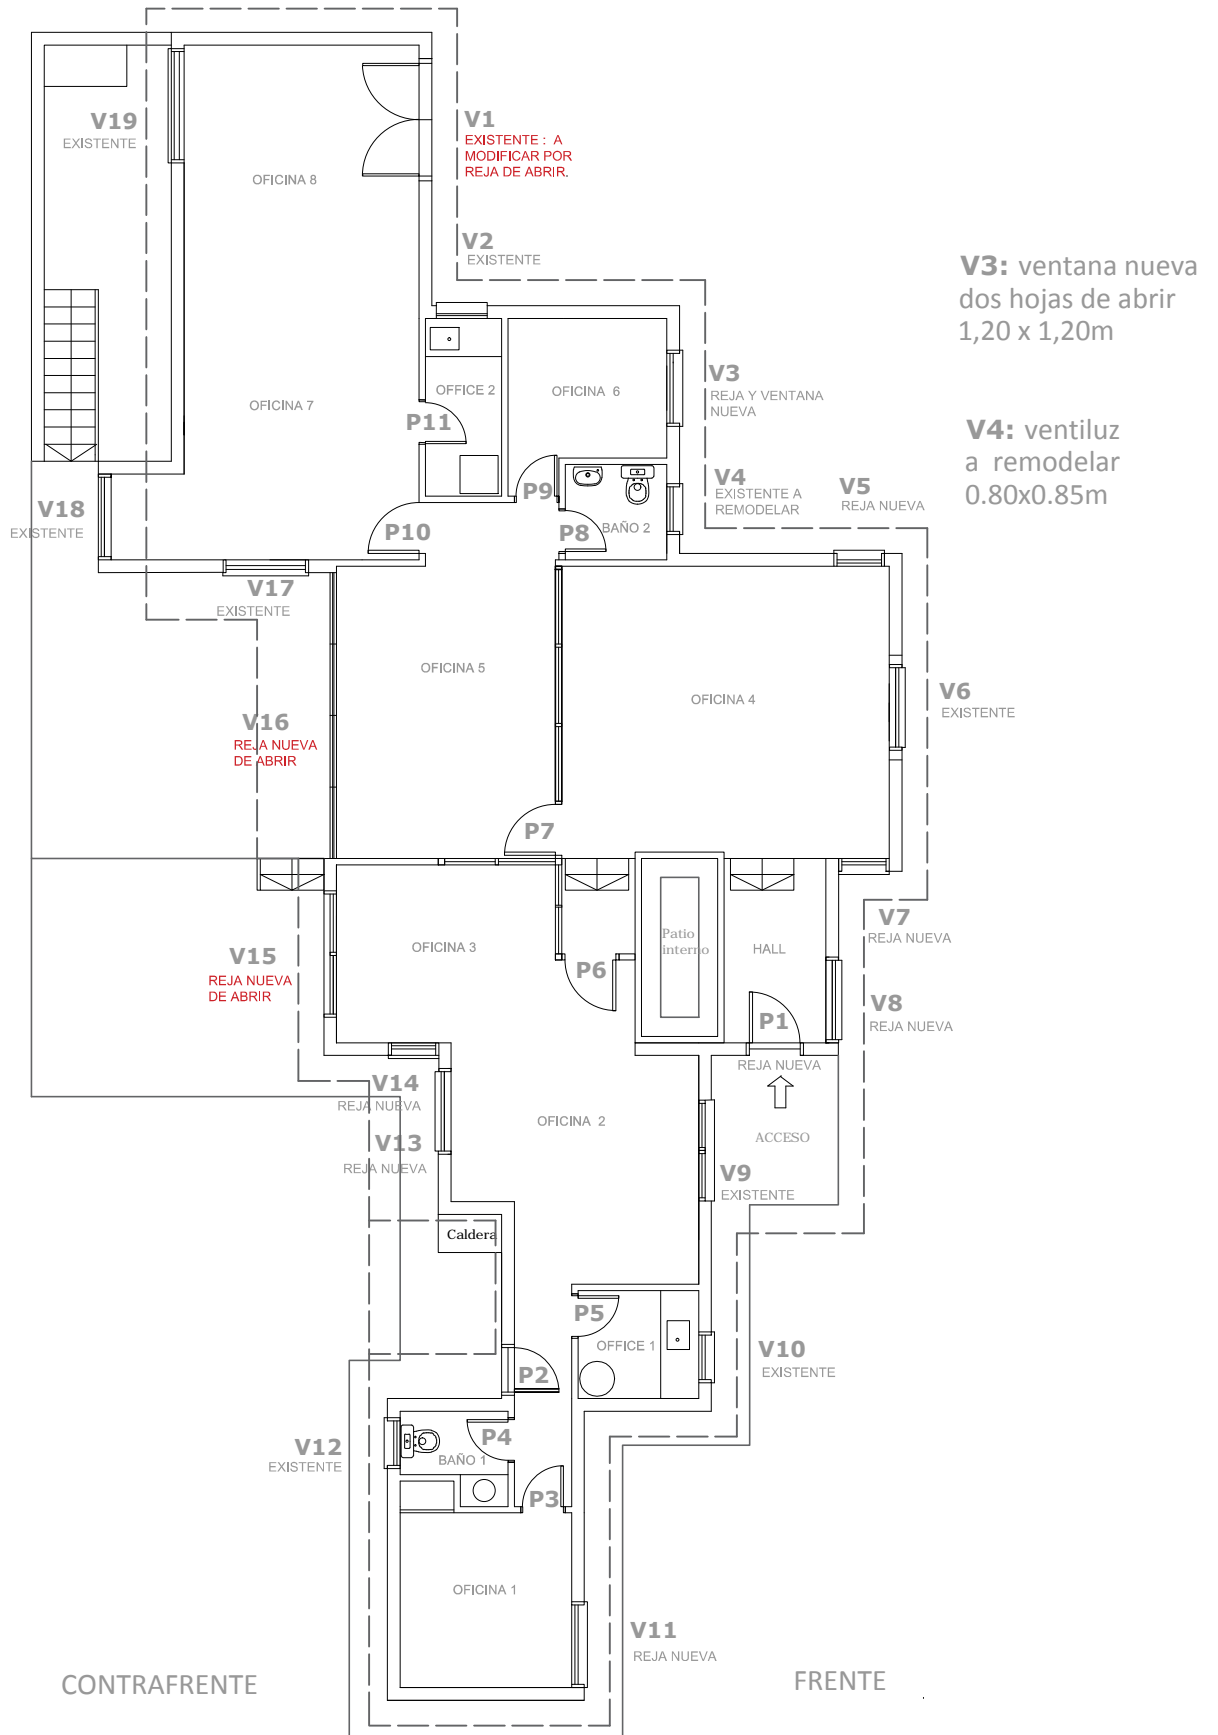 V19
EXISTENTE
V1
EXISTENTE : A
MODIFICAR POR
REJA DE ABRIR.
OFICINA 8
V2
EXISTENTE
V3: ventana nueva
dos hojas de abrir
1,20 x 1,20m
OFFICE 2
OFICINA 6
V3
REJA Y VENTANA
NUEVA
OFICINA 7
P11
V4: ventiluz
a remodelar
0.80x0.85m
V4
EXISTENTE A
REMODELAR
V5
REJA NUEVA
P9
V18
EXISTENTE
P10
P8
BAÑO 2
V17
EXISTENTE
OFICINA 5
OFICINA 4
V6
EXISTENTE
V16
REJA NUEVA
DE ABRIR
P7
V7
REJA NUEVA
Patio
interno
HALL
OFICINA 3
V15
REJA NUEVA
DE ABRIR
P6
P1
V8
REJA NUEVA
REJA NUEVA
V14
REJA NUEVA
OFICINA 2
ACCESO
V13
REJA NUEVA
V9
EXISTENTE
Caldera
P5
OFFICE 1
V10
EXISTENTE
P2
V12
EXISTENTE
P4
BAÑO 1
P3
OFICINA 1
V11
REJA NUEVA
CONTRAFRENTE
FRENTE